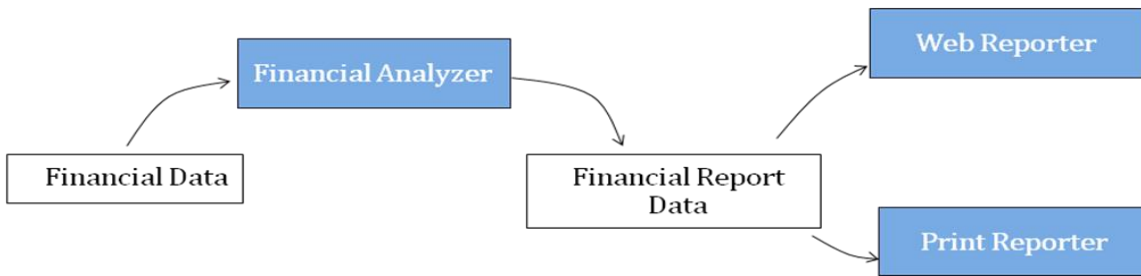 Financial Data
Financial Analyzer
Financial Report
Data
Web Reporter
Print Reporter